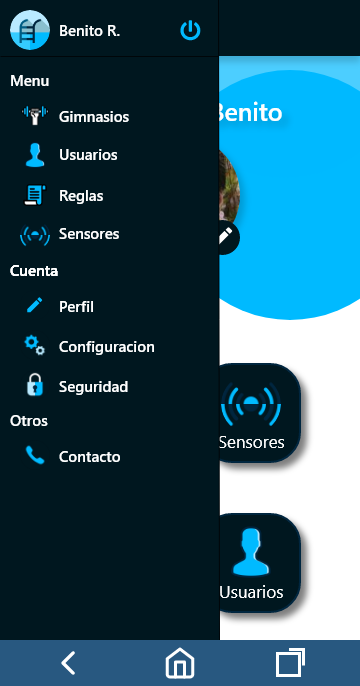 Benito R.
Menu
Gimnasios
Usuarios
Reglas
Sensores
Cuenta
Perfil
Configuracion
Seguridad
Otros
Contacto
Benito
Sensores
Usuarios